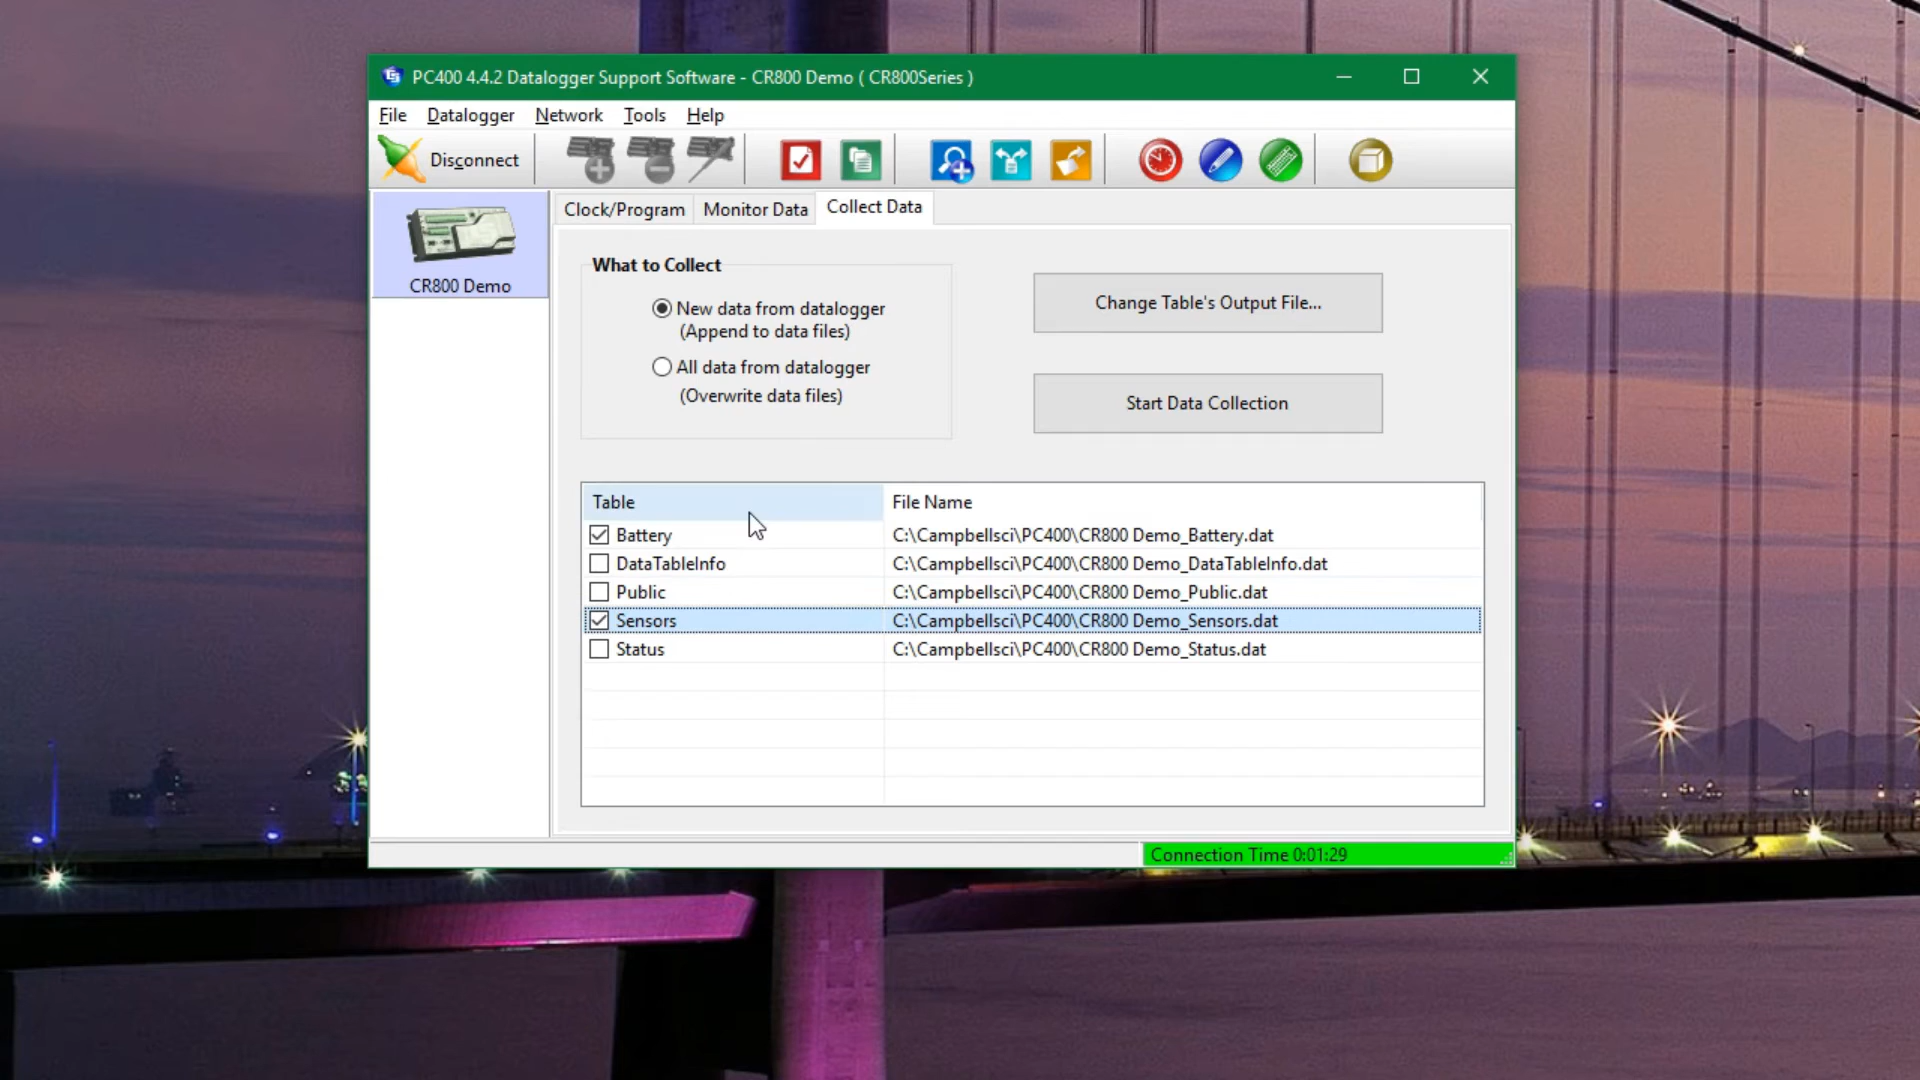 PC400 4.4.2 Datalogger Support Software - CR800 Demo ( CR800Series )
File Datalogger Network Tools Help
Disconnect
CR800 Demo
Clock/Program Monitor Data Collect Data
What to Collect
New data from datalogger
(Append to data files)
All data from datalogger
(Overwrite data files)
Change Table's Output File...
Start Data Collection
Table File Name
Battery C:\Campbellsci\PC400\CR800 Demo_Battery.dat
DataTableInfo C:\Campbellsci\PC400\CR800 Demo_DataTableInfo.dat
Public C:\Campbellsci\PC400\CR800 Demo_Public.dat
Sensors C:\Campbellsci\PC400\CR800 Demo_Sensors.dat
Status C:\Campbellsci\PC400\CR800 Demo_Status.dat
Connection Time 0:01:29